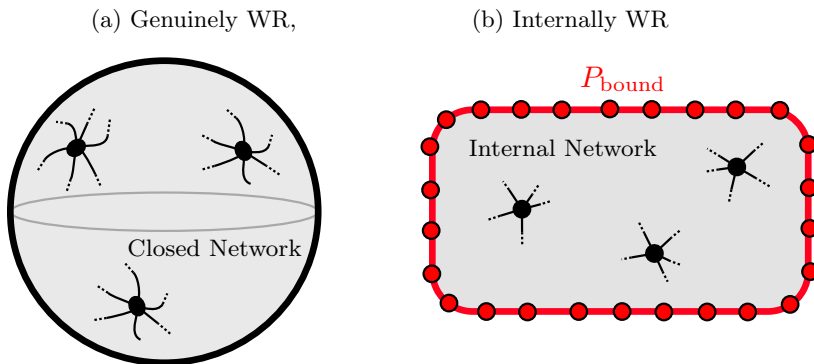 (a) Genuinely WR,
(b) Internally WR
P_bound
Internal Network
Closed Network